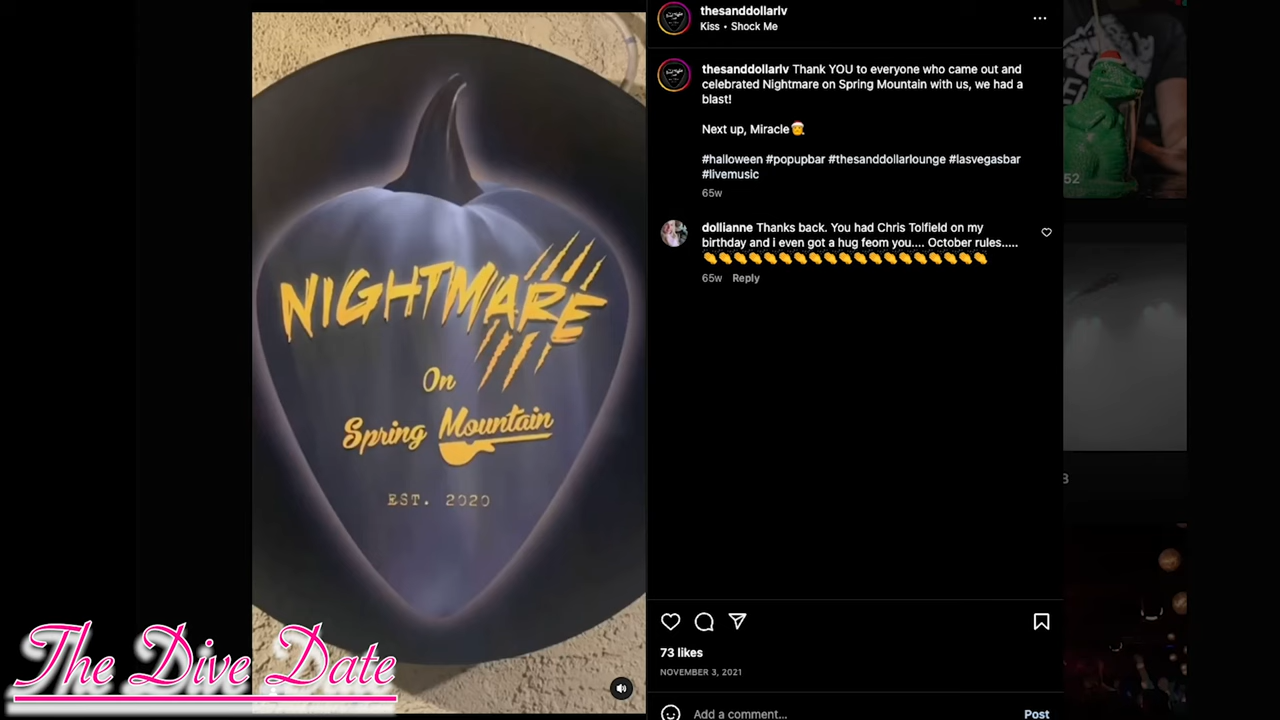 NIGHTMARE
On
Spring Mountain
EST. 2020
The Dive Date
thesanddollarlv
Kiss • Shock Me
thesanddollarlv Thank YOU to everyone who came out and
celebrated Nightmare on Spring Mountain with us, we had a
blast!
Next up, Miracle🎅
#halloween #popupbar #thesanddollarlounge #lasvegasbar
#livemusic
65w
dollianne Thanks back. You had Chris Tolfield on my
birthday and i even got a hug feom you.... October rules.....
👏👏👏👏👏👏👏👏👏👏👏👏👏👏👏👏👏👏👏
65w Reply
73 likes
NOVEMBER 3, 2021
Add a comment... Post
52